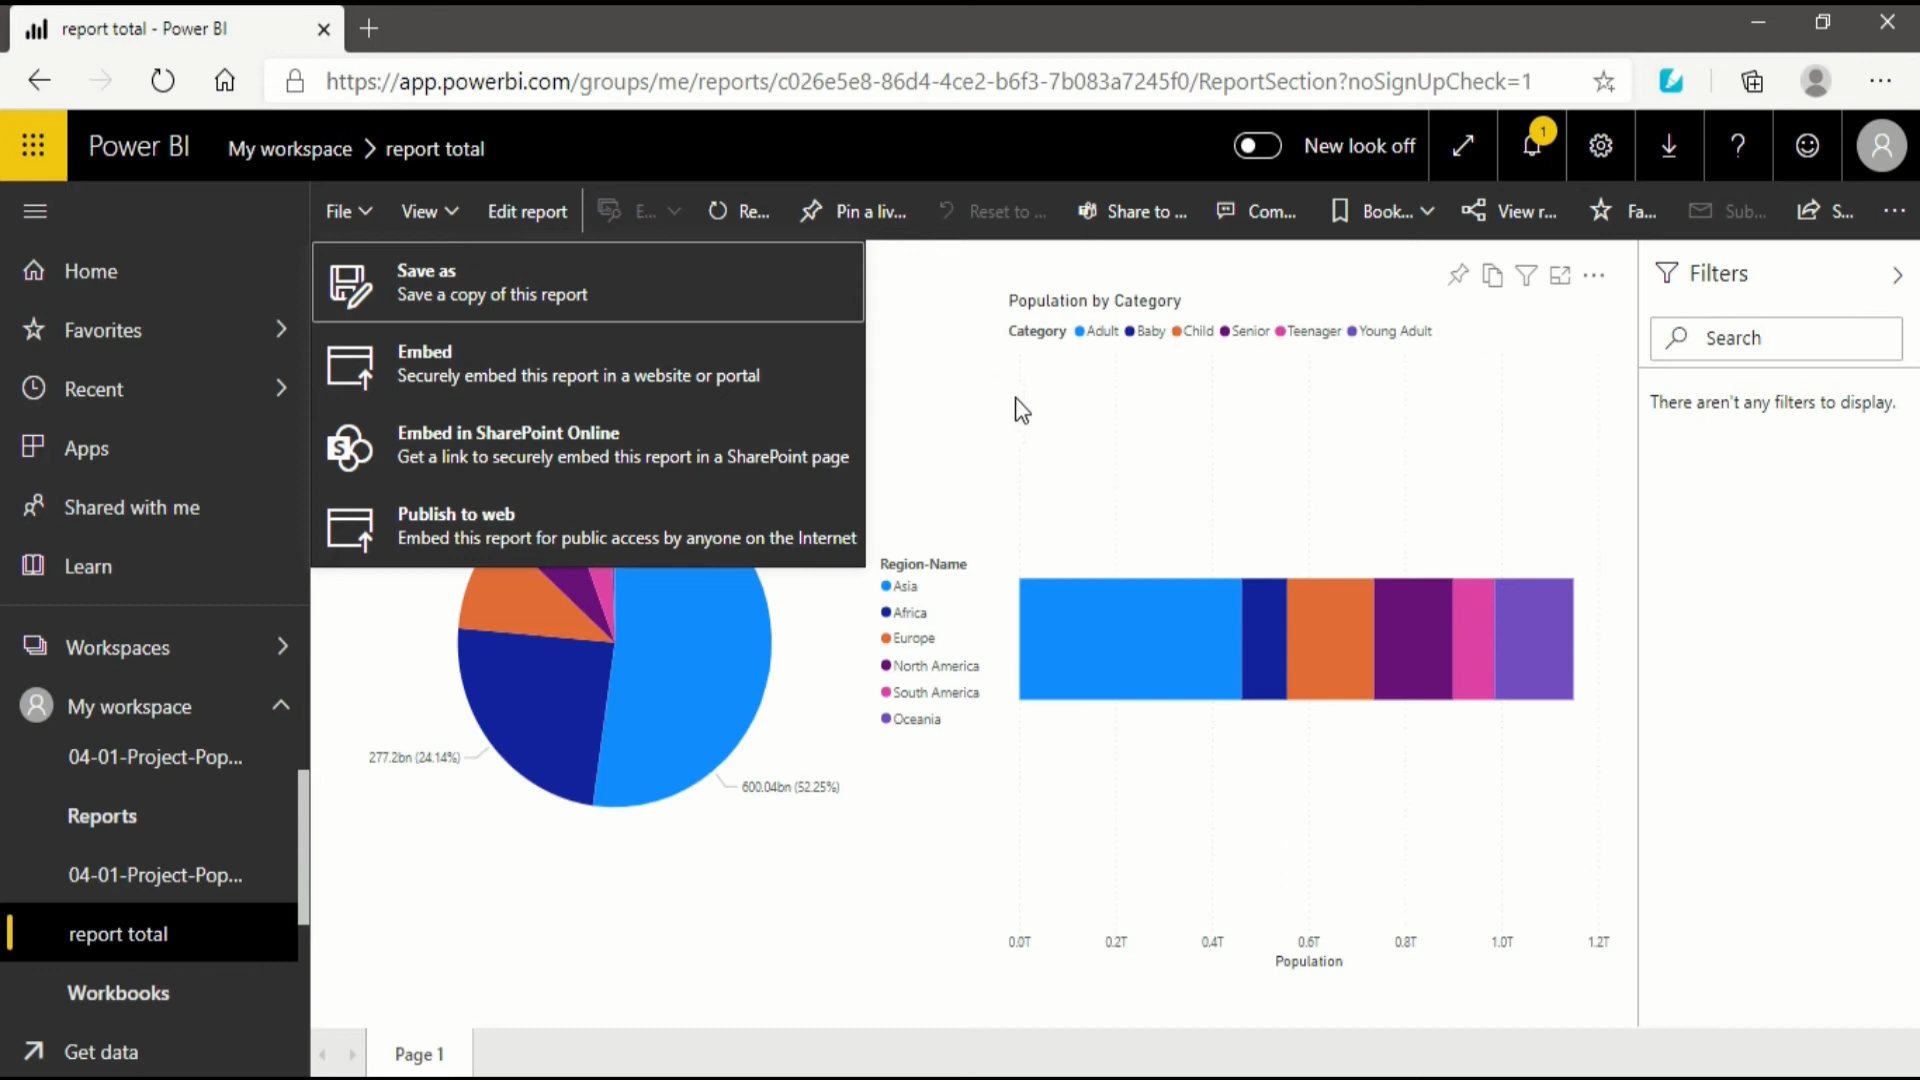 report total - Power BI
https://app.powerbi.com/groups/me/reports/c026e5e8-86d4-4ce2-b6f3-7b083a7245f0/ReportSection?noSignUpCheck=1
Power BI
My workspace > report total
New look off
1
?
File
View
Edit report
E...
Re...
Pin a liv...
Reset to ...
Share to ...
Com...
Book...
View r...
Fa...
Sub...
S...
Home
Favorites
Recent
Apps
Shared with me
Learn
Workspaces
My workspace
04-01-Project-Pop...
Reports
04-01-Project-Pop...
report total
Workbooks
Get data
Save as
Save a copy of this report
Embed
Securely embed this report in a website or portal
Embed in SharePoint Online
Get a link to securely embed this report in a SharePoint page
Publish to web
Embed this report for public access by anyone on the Internet
277.2bn (24.14%)
600.04bn (52.25%)
Region-Name
Asia
Africa
Europe
North America
South America
Oceania
Population by Category
Category Adult Baby Child Senior Teenager Young Adult
0.0T 0.2T 0.4T 0.6T 0.8T 1.0T 1.2T
Population
Filters
Search
There aren't any filters to display.
Page 1